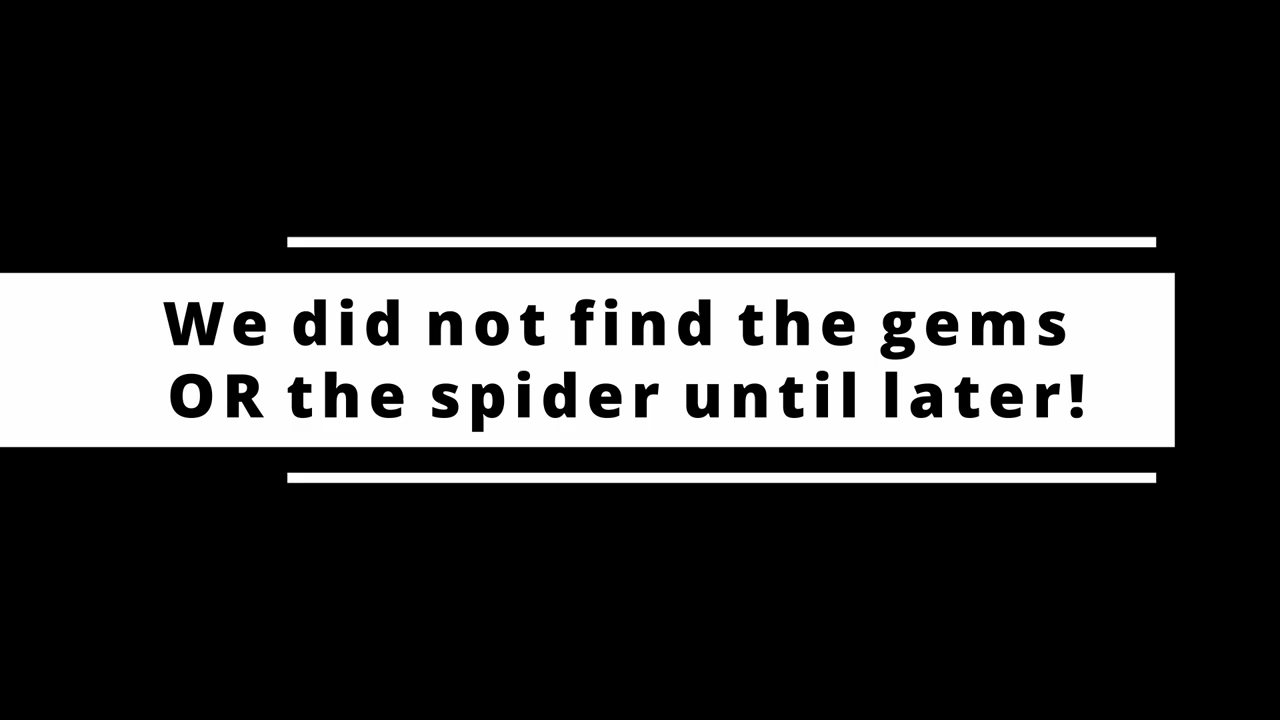 We did not find the gems
OR the spider until later!